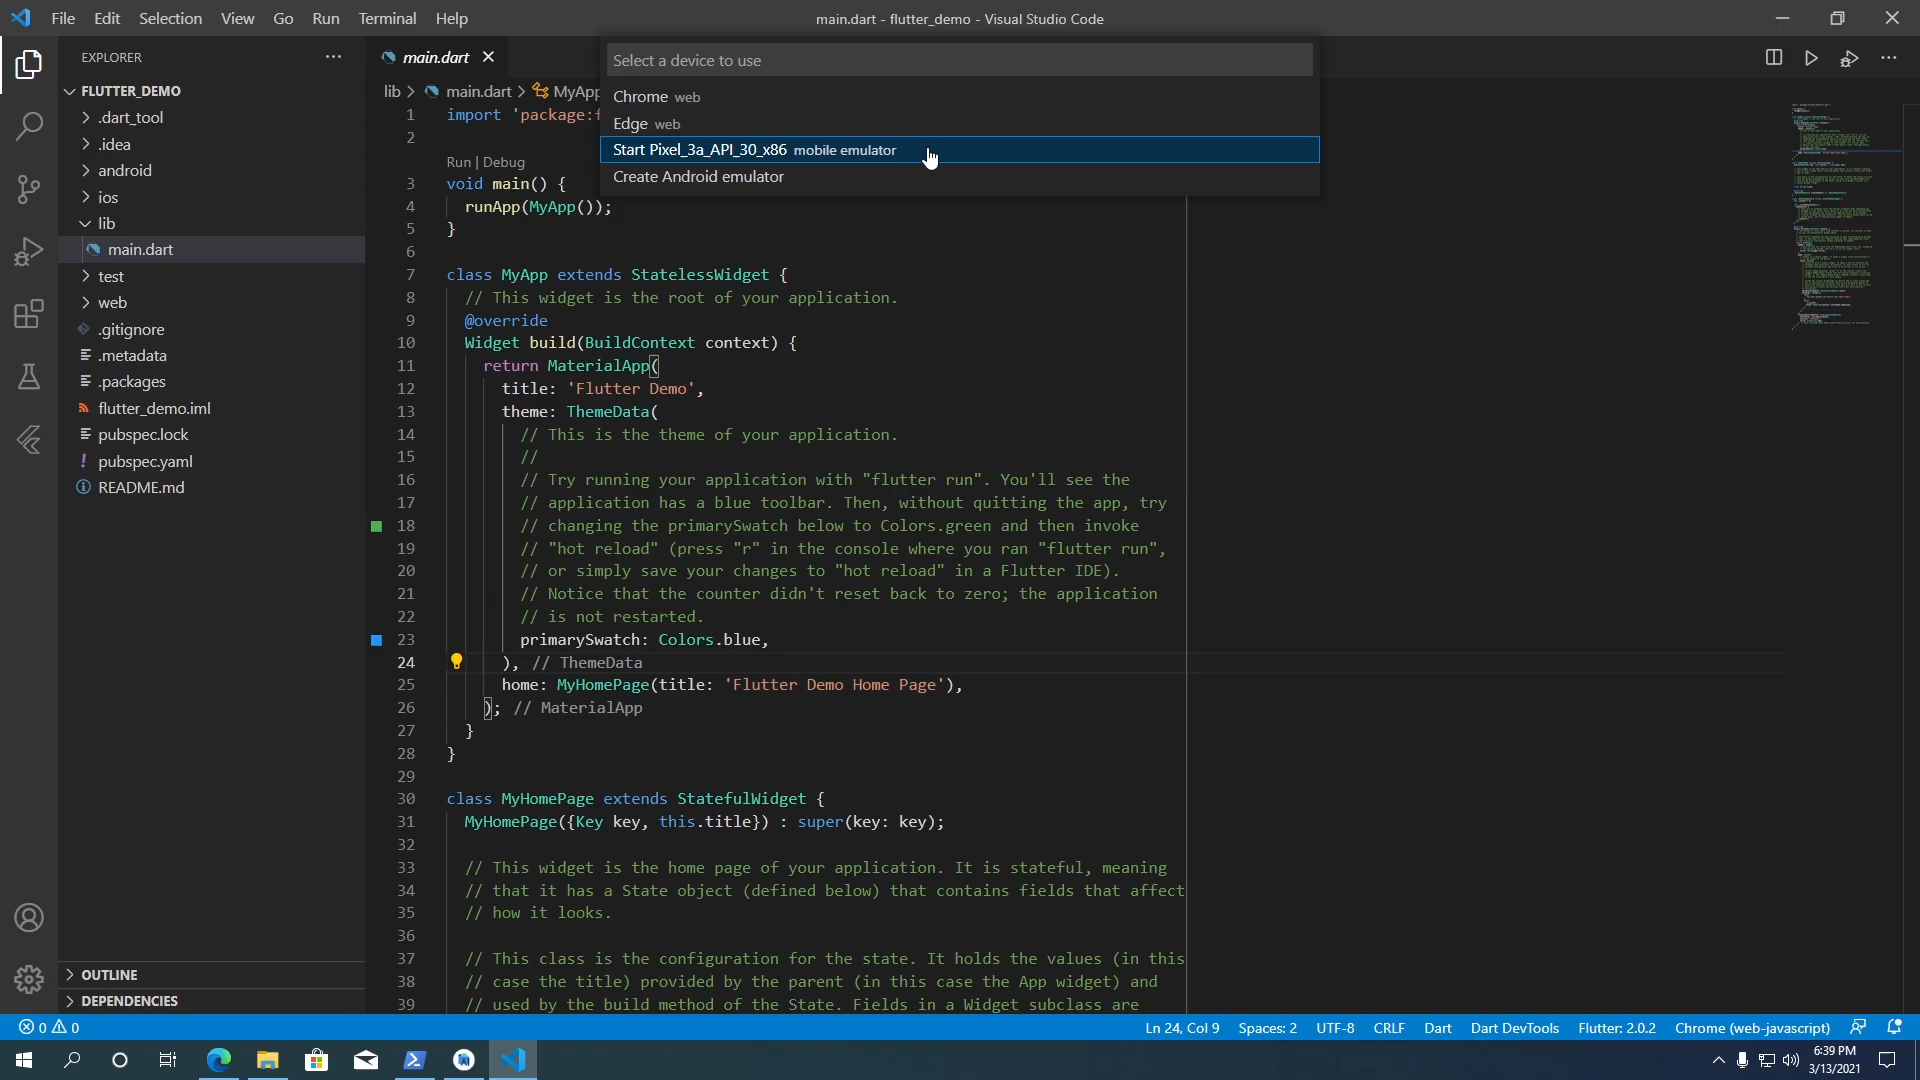 File Edit Selection View Go Run Terminal Help
main.dart - flutter_demo - Visual Studio Code
EXPLORER
FLUTTER_DEMO
.dart_tool
.idea
android
ios
lib
main.dart
test
web
.gitignore
.metadata
.packages
flutter_demo.iml
pubspec.lock
pubspec.yaml
README.md
OUTLINE
DEPENDENCIES
main.dart
lib > main.dart > MyApp
Select a device to use
Chrome web
Edge web
Start Pixel_3a_API_30_x86 mobile emulator
Create Android emulator
1 import 'package:f
2
Run | Debug
3 void main() {
4 runApp(MyApp());
5 }
6
7 class MyApp extends StatelessWidget {
8 // This widget is the root of your application.
9 @override
10 Widget build(BuildContext context) {
11 return MaterialApp(
12 title: 'Flutter Demo',
13 theme: ThemeData(
14 // This is the theme of your application.
15 //
16 // Try running your application with "flutter run". You'll see the
17 // application has a blue toolbar. Then, without quitting the app, try
18 // changing the primarySwatch below to Colors.green and then invoke
19 // "hot reload" (press "r" in the console where you ran "flutter run",
20 // or simply save your changes to "hot reload" in a Flutter IDE).
21 // Notice that the counter didn't reset back to zero; the application
22 // is not restarted.
23 primarySwatch: Colors.blue,
24 ), // ThemeData
25 home: MyHomePage(title: 'Flutter Demo Home Page'),
26 ); // MaterialApp
27 }
28 }
29
30 class MyHomePage extends StatefulWidget {
31 MyHomePage({Key key, this.title}) : super(key: key);
32
33 // This widget is the home page of your application. It is stateful, meaning
34 // that it has a State object (defined below) that contains fields that affect
35 // how it looks.
36
37 // This class is the configuration for the state. It holds the values (in this
38 // case the title) provided by the parent (in this case the App widget) and
39 // used by the build method of the State. Fields in a Widget subclass are
0 0
Ln 24, Col 9 Spaces: 2 UTF-8 CRLF Dart Dart DevTools Flutter: 2.0.2 Chrome (web-javascript)
6:39 PM
3/13/2021